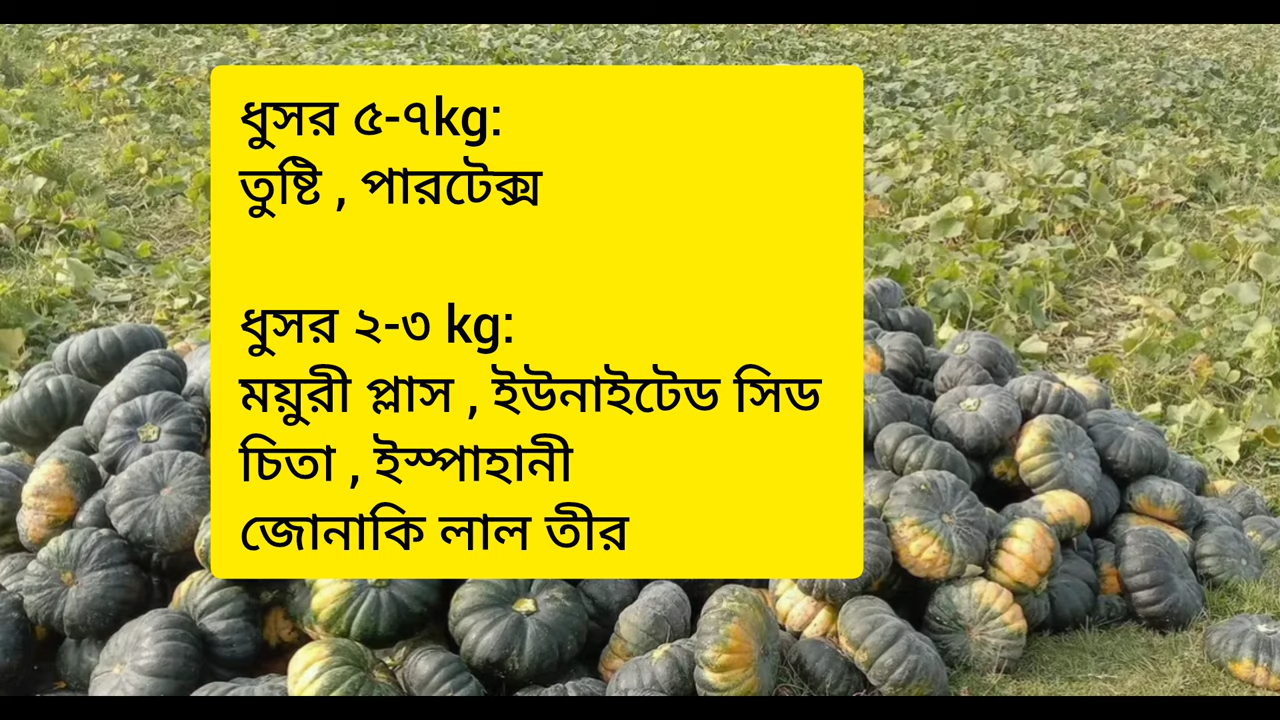 ধুসর ৫-৭kg:
তুষ্টি , পারটেক্স
ধুসর ২-৩ kg:
ময়ুরী প্লাস , ইউনাইটেড সিড
চিতা , ইস্পাহানী
জোনাকি লাল তীর